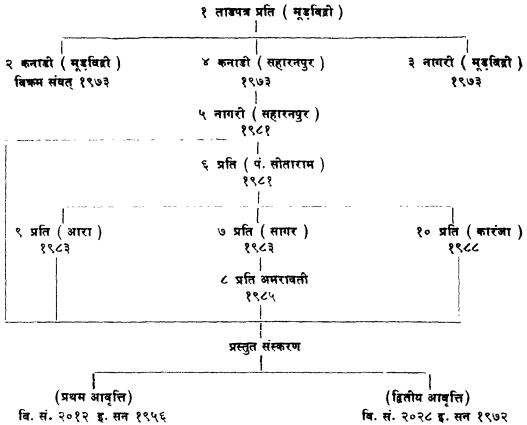 १ ताडपत्र प्रति ( मूडबिद्री )
२ कनाडी ( मूड़बिद्री ) ४ कनाडी ( सहारनपुर ) ३ नागरी ( मूड़बिद्री )
विक्रम संवत् १९७३ १९७३ १९७३
५ नागरी ( सहारनपुर )
१९८१
६ प्रति ( पं. सीताराम )
१९८१
९ प्रति ( आरा ) ७ प्रति ( सागर ) १० प्रति ( कारंजा )
१९८३ १९८३ १९८८
८ प्रति अमरावती
१९८५
प्रस्तुत संस्करण
(प्रथम आवृत्ति) (द्वितीय आवृत्ति)
वि. सं. २०१२ इ. सन १९५६ वि. सं. २०२८ इ. सन १९७२